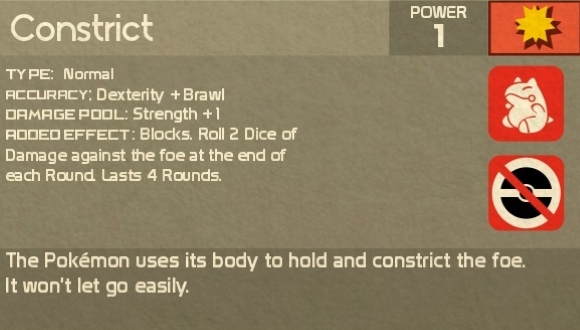 Constrict
POWER
1
TYPE: Normal
ACCURACY: Dexterity + Brawl
DAMAGE POOL: Strength +1
ADDED EFFECT: Blocks. Roll 2 Dice of
Damage against the foe at the end of
each Round. Lasts 4 Rounds.
The Pokémon uses its body to hold and constrict the foe.
It won't let go easily.